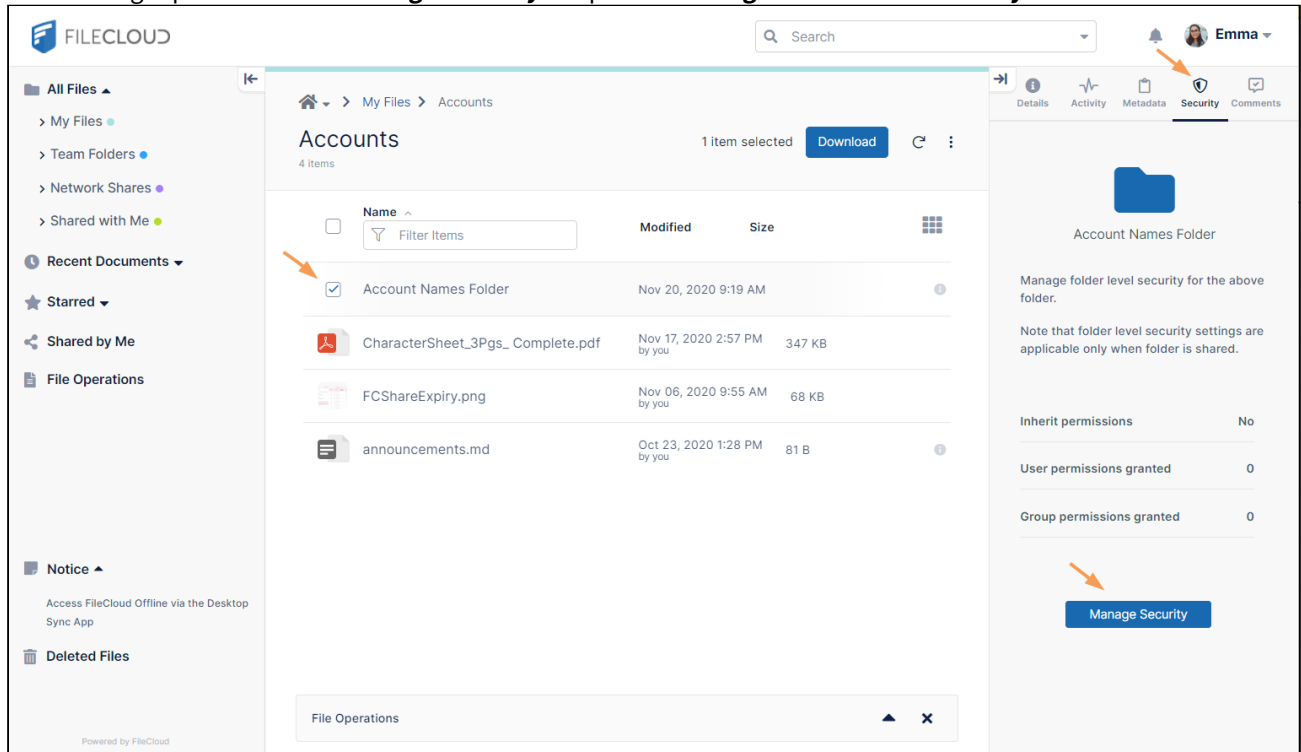 FILECLOUD
Search
Emma
All Files
My Files
Team Folders
Network Shares
Shared with Me
Recent Documents
Starred
Shared by Me
File Operations
Notice
Access FileCloud Offline via the Desktop
Sync App
Deleted Files
Powered by FileCloud
My Files > Accounts
Accounts
4 items
1 item selected
Download
Name
Filter Items
Modified
Size
Account Names Folder
Nov 20, 2020 9:19 AM
CharacterSheet_3Pgs_ Complete.pdf
Nov 17, 2020 2:57 PM
by you
347 KB
FCShareExpiry.png
Nov 06, 2020 9:55 AM
by you
68 KB
announcements.md
Oct 23, 2020 1:28 PM
by you
81 B
File Operations
Details
Activity
Metadata
Security
Comments
Account Names Folder
Manage folder level security for the above
folder.
Note that folder level security settings are
applicable only when folder is shared.
Inherit permissions No
User permissions granted 0
Group permissions granted 0
Manage Security